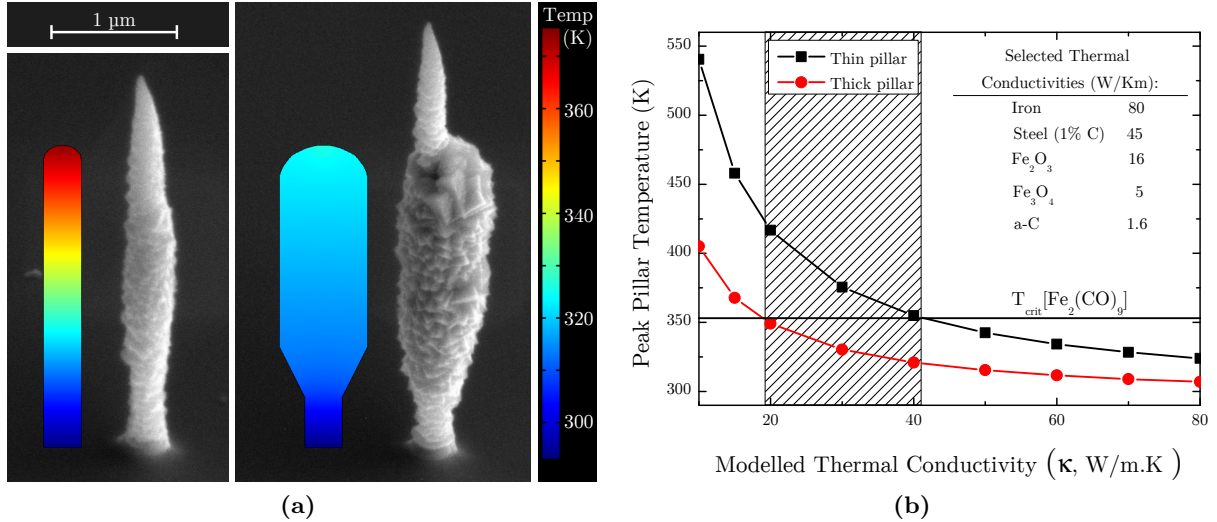 1 µm
Temp
(K)
360
340
320
300
(a)
Peak Pillar Temperature (K)
550
500
450
400
350
300
Thin pillar
Thick pillar
Selected Thermal
Conductivities (W/Km):
Iron 80
Steel (1% C) 45
Fe₂O₃ 16
Fe₃O₄ 5
a-C 1.6
T_crit[Fe₂(CO)₉]
20 40 60 80
Modelled Thermal Conductivity (κ, W/m.K)
(b)